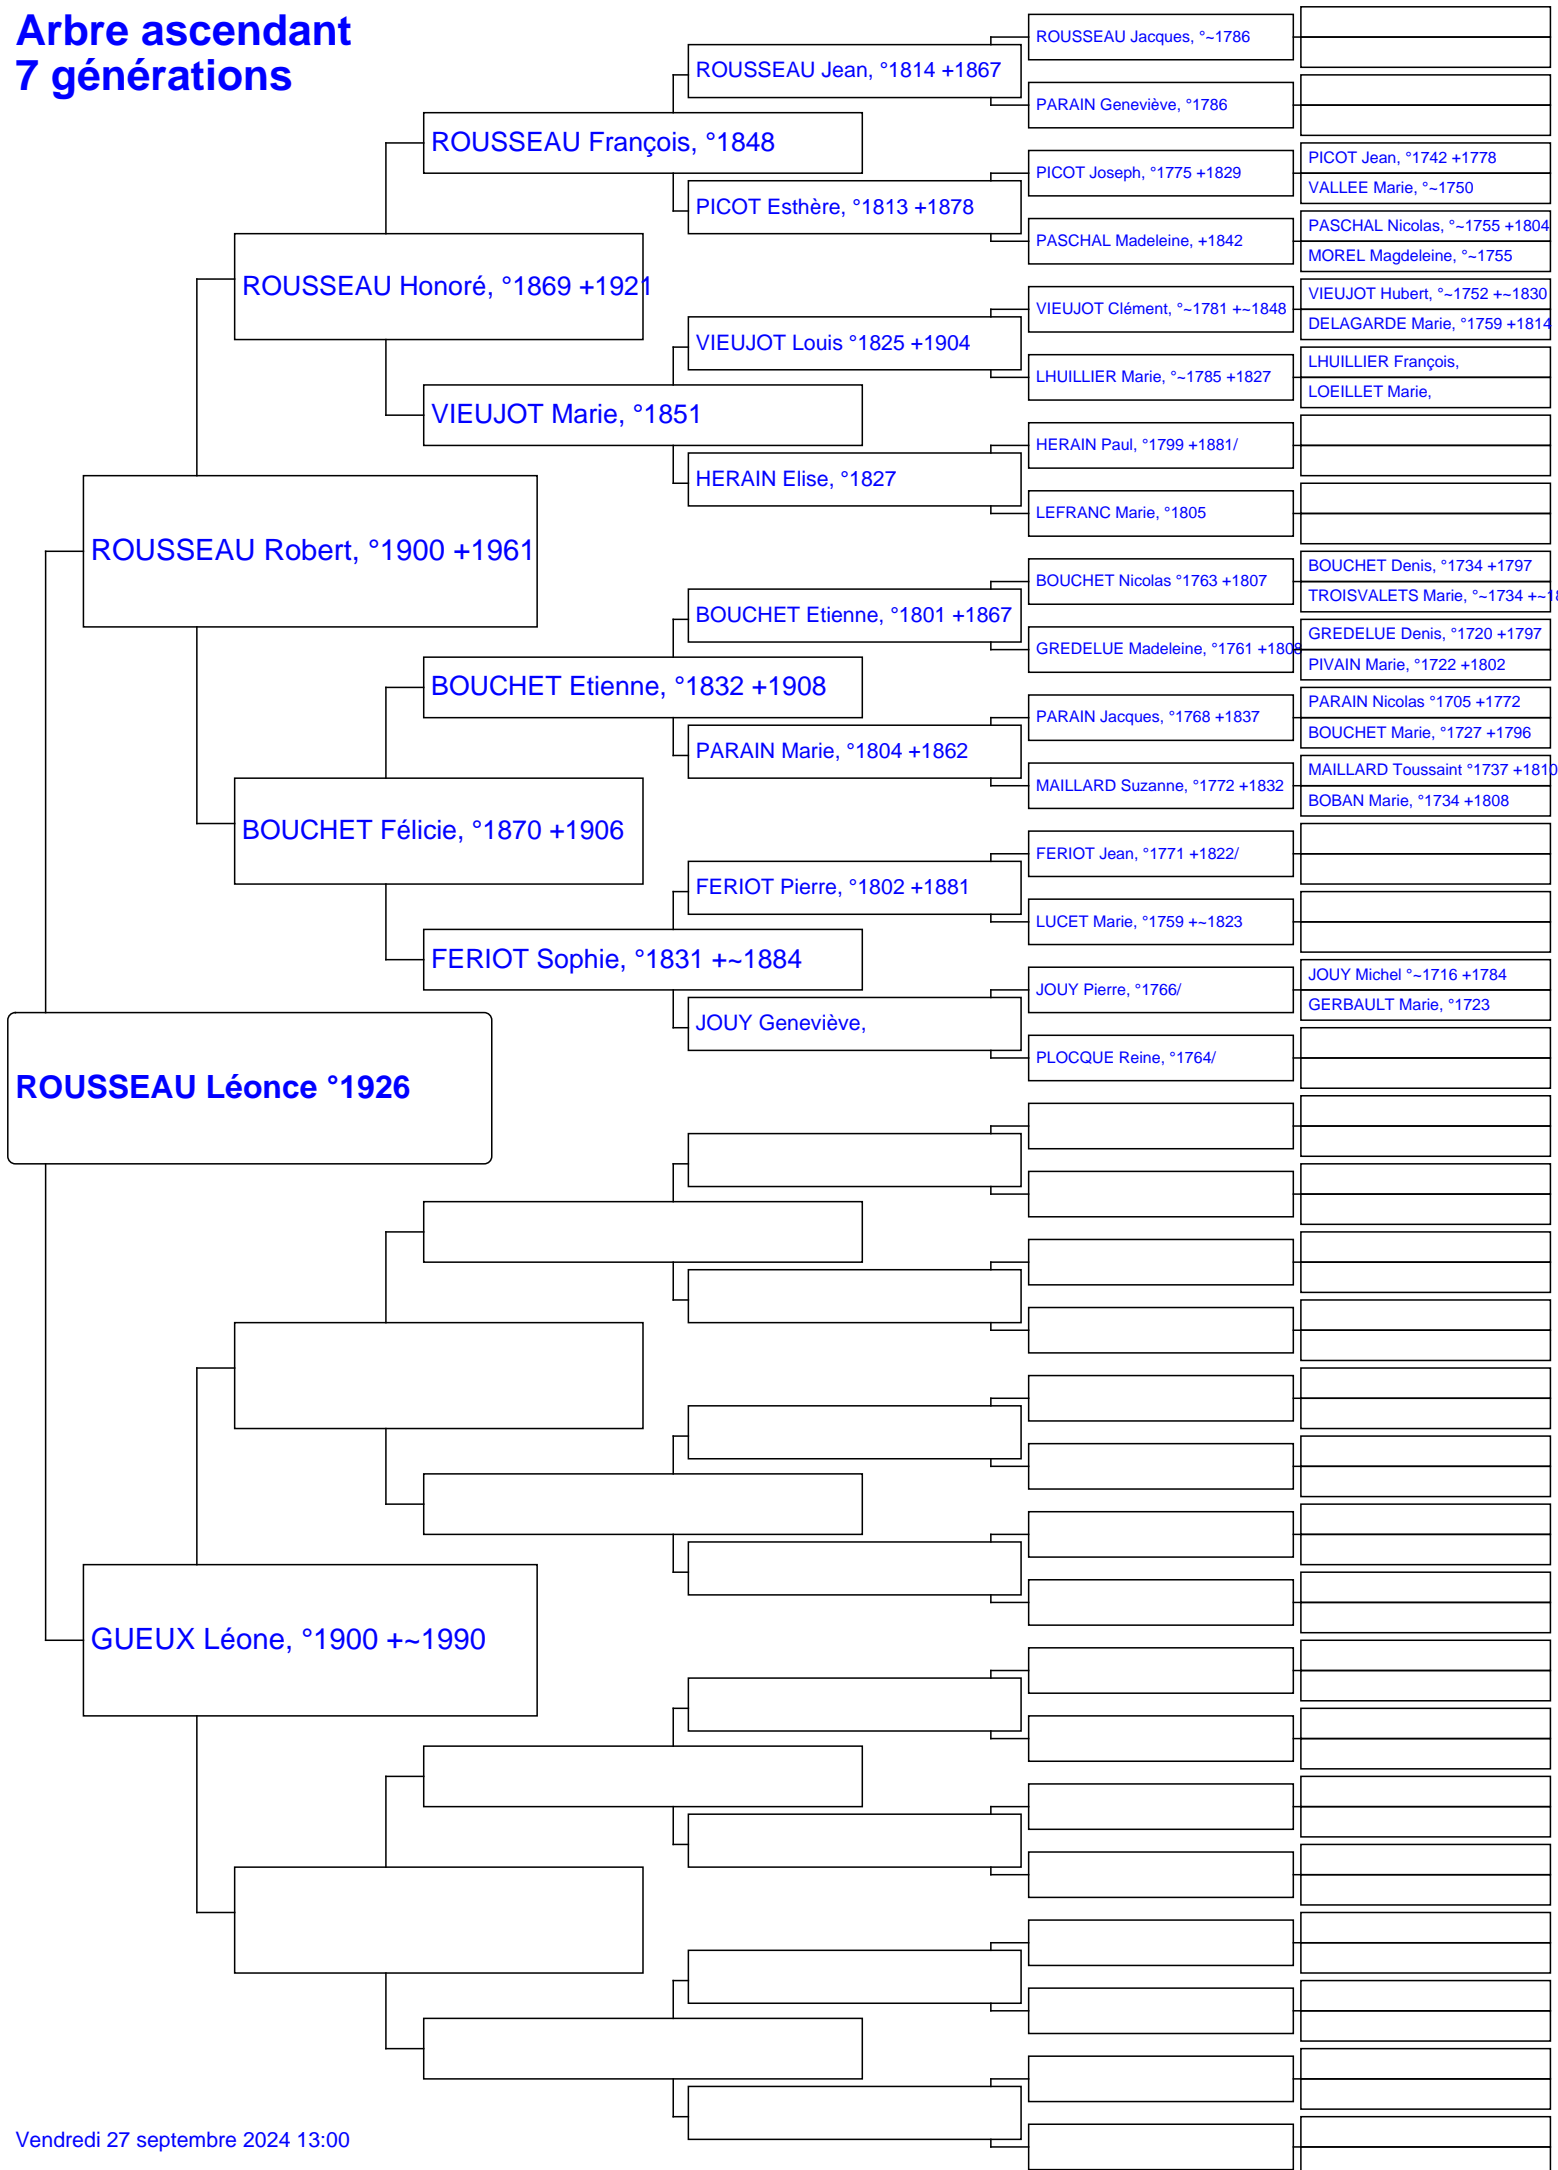 Arbre ascendant
7 générations
ROUSSEAU Léonce °1926
ROUSSEAU Robert, °1900 +1961
GUEUX Léone, °1900 +~1990
ROUSSEAU Honoré, °1869 +1921
BOUCHET Félicie, °1870 +1906
ROUSSEAU François, °1848
VIEUJOT Marie, °1851
BOUCHET Etienne, °1832 +1908
FERIOT Sophie, °1831 +~1884
ROUSSEAU Jean, °1814 +1867
PICOT Esthère, °1813 +1878
VIEUJOT Louis °1825 +1904
HERAIN Elise, °1827
BOUCHET Etienne, °1801 +1867
PARAIN Marie, °1804 +1862
FERIOT Pierre, °1802 +1881
JOUY Geneviève,
ROUSSEAU Jacques, °~1786
PARAIN Geneviève, °1786
PICOT Joseph, °1775 +1829
PASCHAL Madeleine, +1842
VIEUJOT Clément, °~1781 +~1848
LHUILLIER Marie, °~1785 +1827
HERAIN Paul, °1799 +1881/
LEFRANC Marie, °1805
BOUCHET Nicolas °1763 +1807
GREDELUE Madeleine, °1761 +1808
PARAIN Jacques, °1768 +1837
MAILLARD Suzanne, °1772 +1832
FERIOT Jean, °1771 +1822/
LUCET Marie, °1759 +~1823
JOUY Pierre, °1766/
PLOCQUE Reine, °1764/
PICOT Jean, °1742 +1778
VALLEE Marie, °~1750
PASCHAL Nicolas, °~1755 +1804
MOREL Magdeleine, °~1755
VIEUJOT Hubert, °~1752 +~1830
DELAGARDE Marie, °1759 +1814
LHUILLIER François,
LOEILLET Marie,
BOUCHET Denis, °1734 +1797
TROISVALETS Marie, °~1734 +~1
GREDELUE Denis, °1720 +1797
PIVAIN Marie, °1722 +1802
PARAIN Nicolas °1705 +1772
BOUCHET Marie, °1727 +1796
MAILLARD Toussaint °1737 +1810
BOBAN Marie, °1734 +1808
JOUY Michel °~1716 +1784
GERBAULT Marie, °1723
Vendredi 27 septembre 2024 13:00